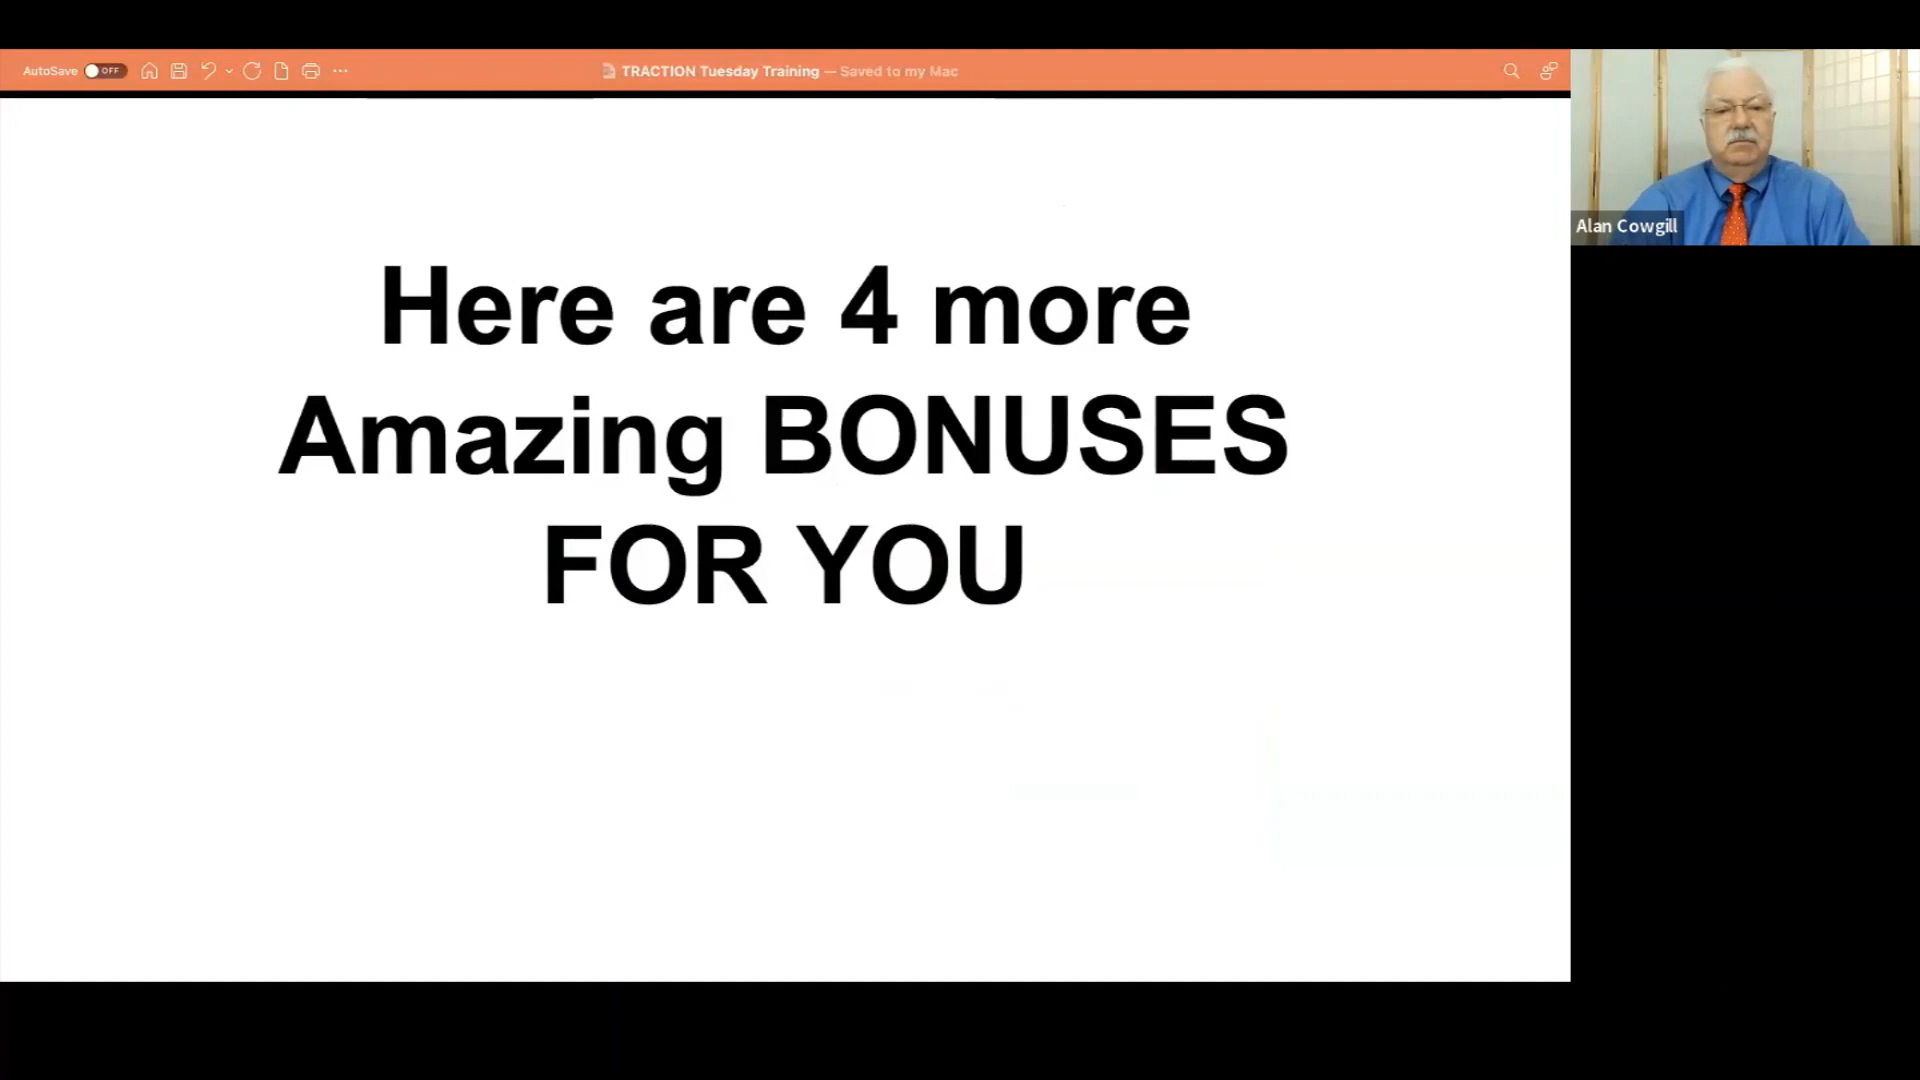 AutoSave OFF
TRACTION Tuesday Training — Saved to my Mac
Here are 4 more
Amazing BONUSES
FOR YOU
Alan Cowgill